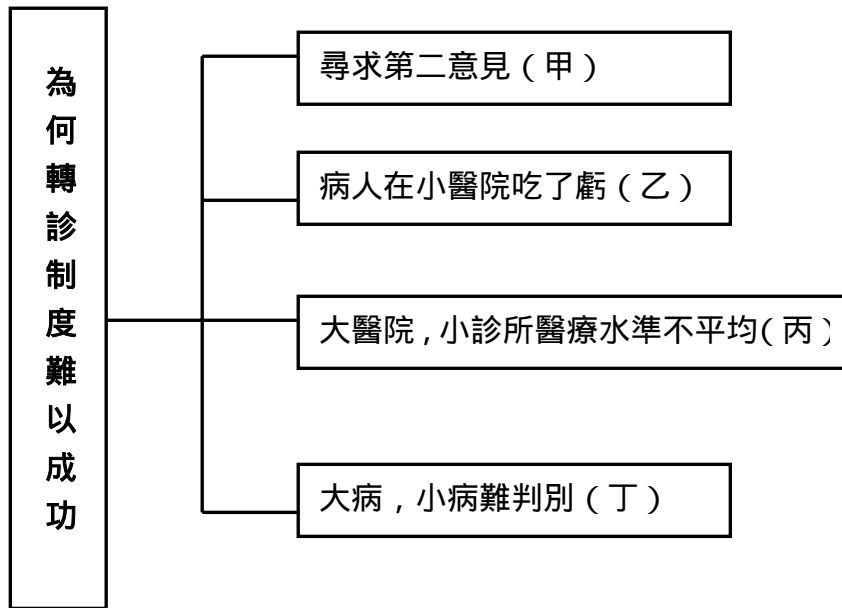 為何轉診制度難以成功
尋求第二意見（甲）
病人在小醫院吃了虧（乙）
大醫院,小診所醫療水準不平均(丙)
大病，小病難判別（丁）